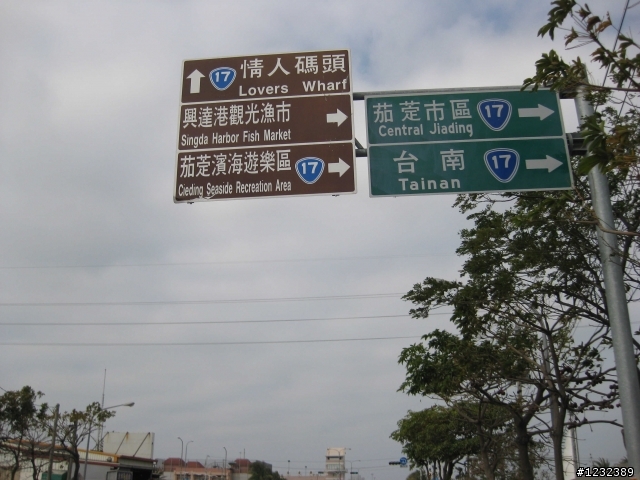 17 情人碼頭
Lovers Wharf
興達港觀光漁市
Singda Harbor Fish Market
茄萣濱海遊樂區 17
Cieding Seaside Recreation Area
茄萣市區 17
Central Jiading
台南 17
Tainan
#1232389